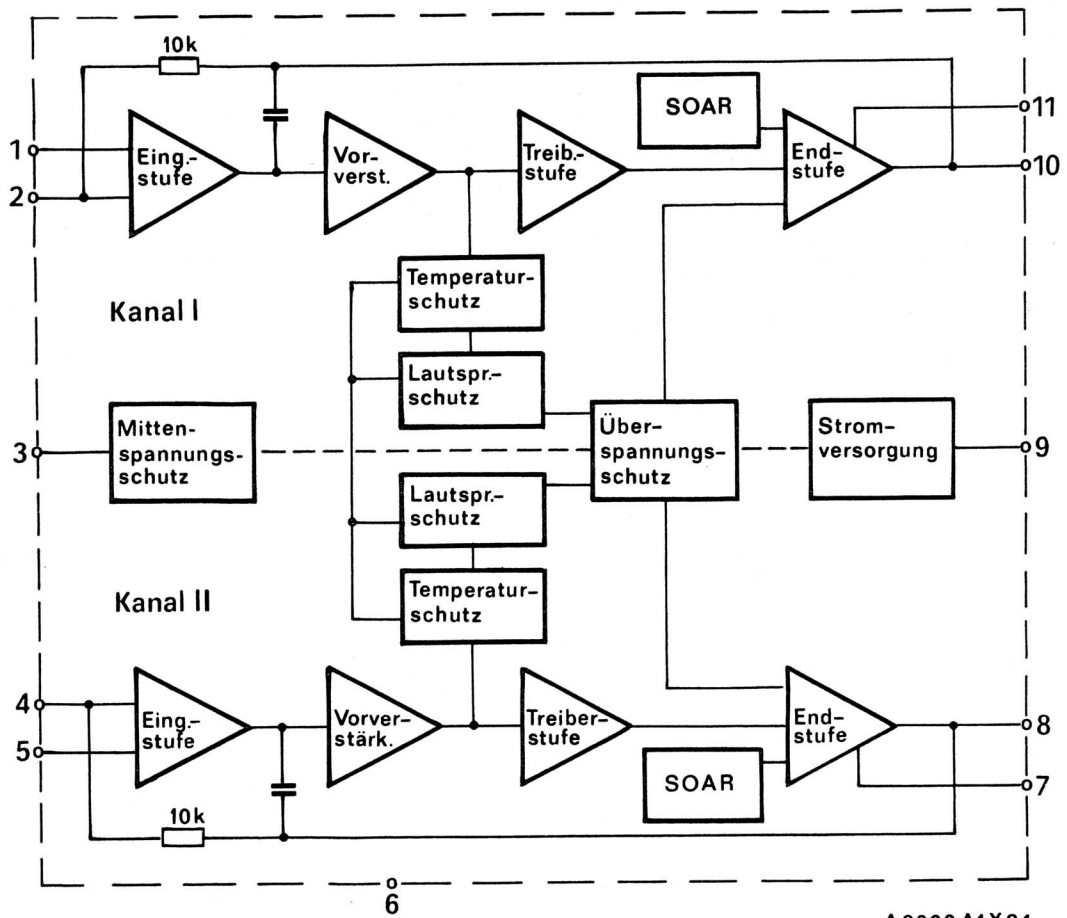 10k
SOAR
11
1
Eing.-
stufe
Vor-
verst.
Treib.-
stufe
End-
stufe
10
2
Temperatur-
schutz
Kanal I
Lautspr.-
schutz
3
Mitten-
spannungs-
schutz
Über-
spannungs-
schutz
Strom-
versorgung
9
Lautspr.-
schutz
Kanal II
Temperatur-
schutz
4
Eing.-
stufe
Vorver-
stärk.
Treiber-
stufe
End-
stufe
8
5
SOAR
7
10k
6